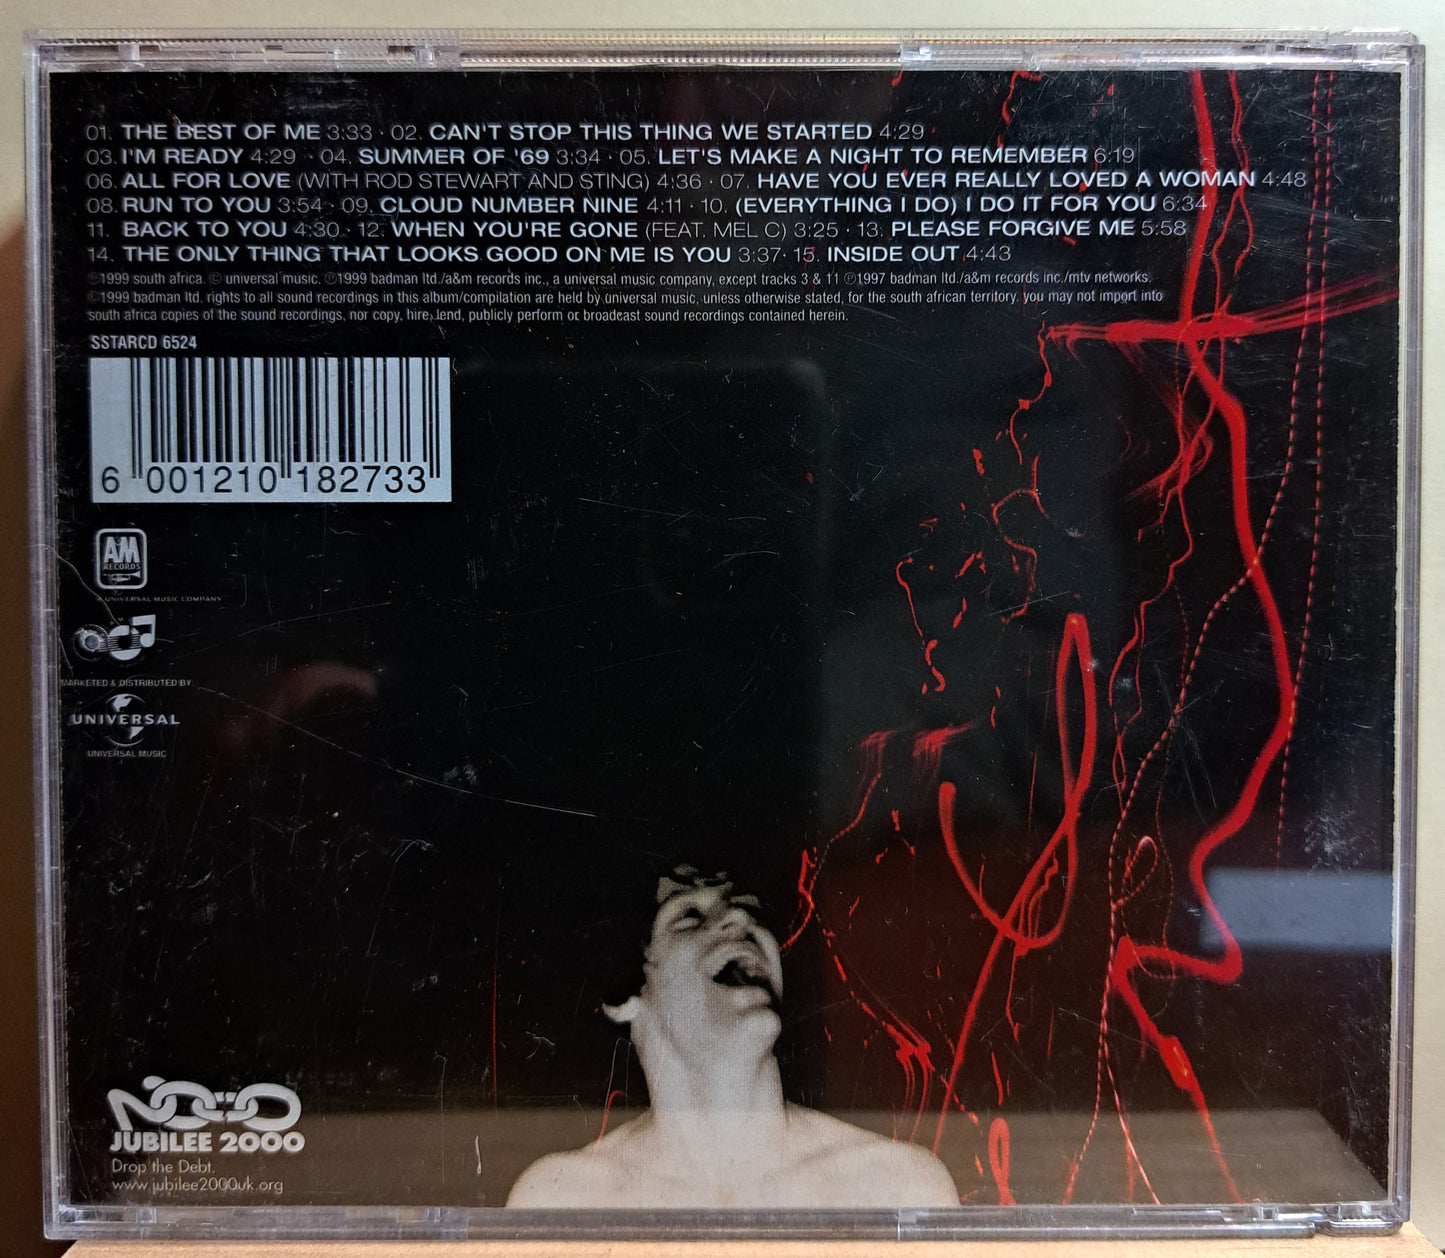 01. THE BEST OF ME 3:33 · 02. CAN'T STOP THIS THING WE STARTED 4:29
03. I'M READY 4:29 · 04. SUMMER OF '69 3:34 · 05. LET'S MAKE A NIGHT TO REMEMBER 6:19
06. ALL FOR LOVE (WITH ROD STEWART AND STING) 4:36 · 07. HAVE YOU EVER REALLY LOVED A WOMAN 4:48
08. RUN TO YOU 3:54 · 09. CLOUD NUMBER NINE 4:11 · 10. (EVERYTHING I DO) I DO IT FOR YOU 6:34
11. BACK TO YOU 4:30 · 12. WHEN YOU'RE GONE (FEAT. MEL C) 3:25 · 13. PLEASE FORGIVE ME 5:58
14. THE ONLY THING THAT LOOKS GOOD ON ME IS YOU 3:37 · 15. INSIDE OUT 4:43
℗1999 south africa. © universal music. ℗1999 badman ltd./a&m records inc., a universal music company, except tracks 3 & 11 ℗1997 badman ltd./a&m records inc./mtv networks.
©1999 badman ltd. rights to all sound recordings in this album/compilation are held by universal music, unless otherwise stated, for the south african territory. you may not import into
south africa copies of the sound recordings, nor copy, hire, lend, publicly perform or broadcast sound recordings contained herein.
SSTARCD 6524
6 001210 182733
A&M
RECORDS
A UNIVERSAL MUSIC COMPANY
MARKETED & DISTRIBUTED BY:
UNIVERSAL
UNIVERSAL MUSIC
JUBILEE 2000
Drop the Debt.
www.jubilee2000uk.org